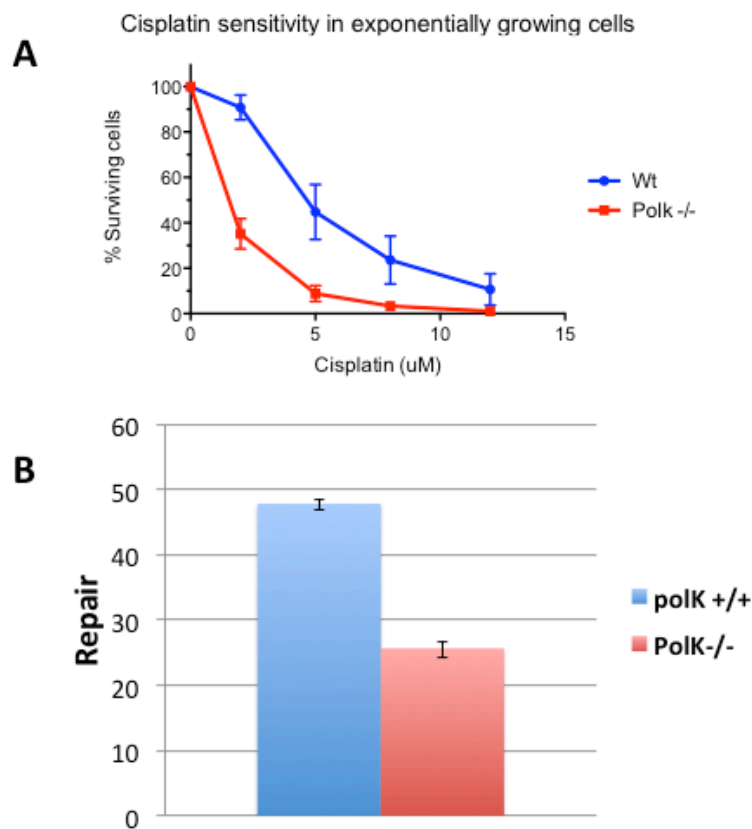 Cisplatin sensitivity in exponentially growing cells
A
% Surviving cells
100
80
60
40
20
0
0 5 10 15
Cisplatin (uM)
Wt
Polk -/-
B
Repair
60
50
40
30
20
10
0
polK +/+
PolK-/-